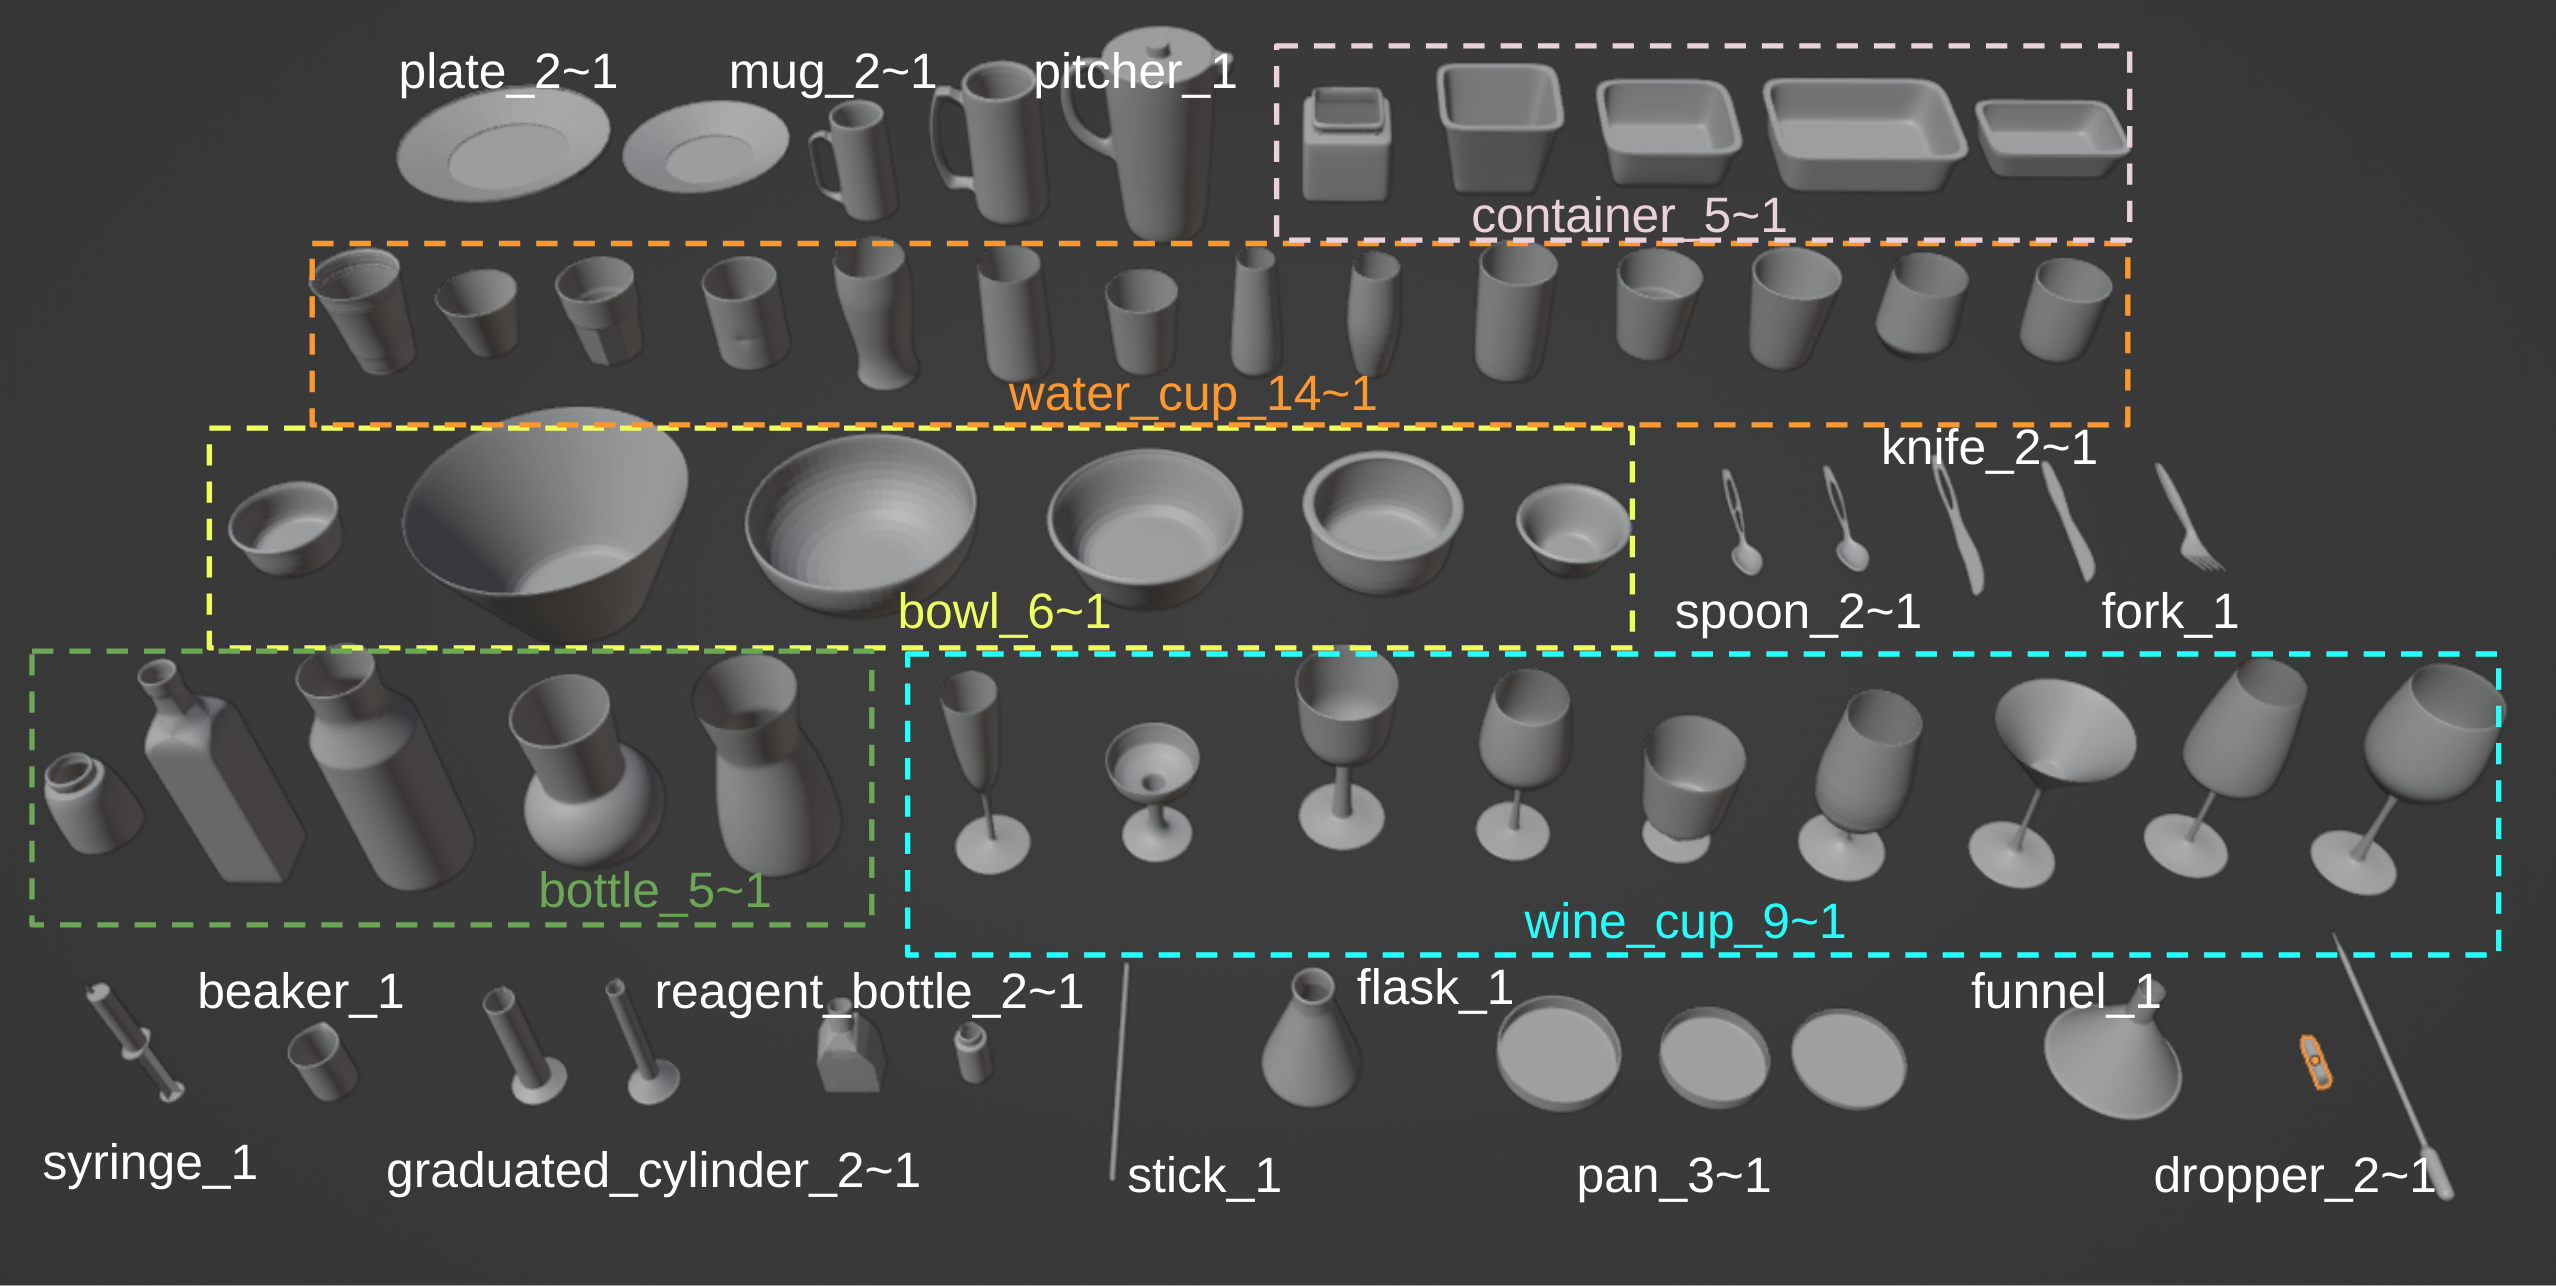 plate_2~1
mug_2~1
pitcher_1
container_5~1
water_cup_14~1
knife_2~1
bowl_6~1
spoon_2~1
fork_1
bottle_5~1
wine_cup_9~1
beaker_1
reagent_bottle_2~1
flask_1
funnel_1
syringe_1
graduated_cylinder_2~1
stick_1
pan_3~1
dropper_2~1